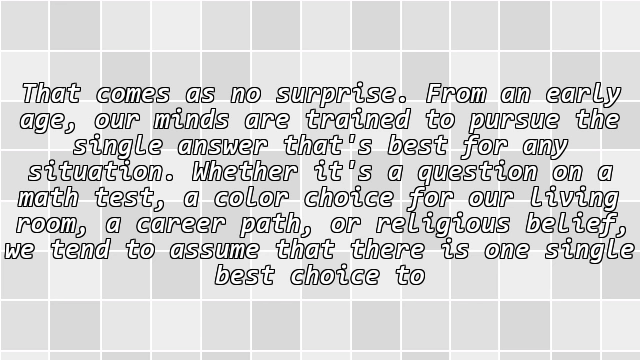 That comes as no surprise. From an early
age, our minds are trained to pursue the
single answer that's best for any
situation. Whether it's a question on a
math test, a color choice for our living
room, a career path, or religious belief,
we tend to assume that there is one single
best choice to